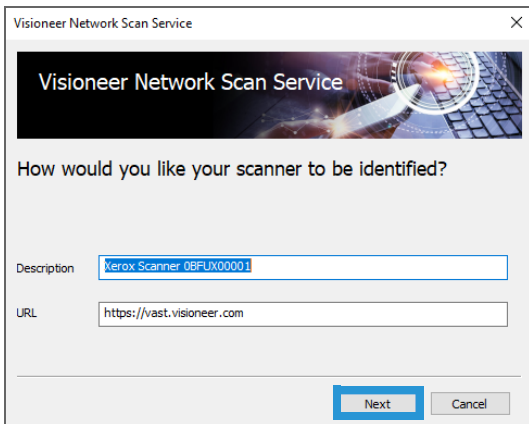 Visioneer Network Scan Service
Visioneer Network Scan Service
How would you like your scanner to be identified?
Description Xerox Scanner 0BFUX00001
URL https://vast.visioneer.com
Next Cancel